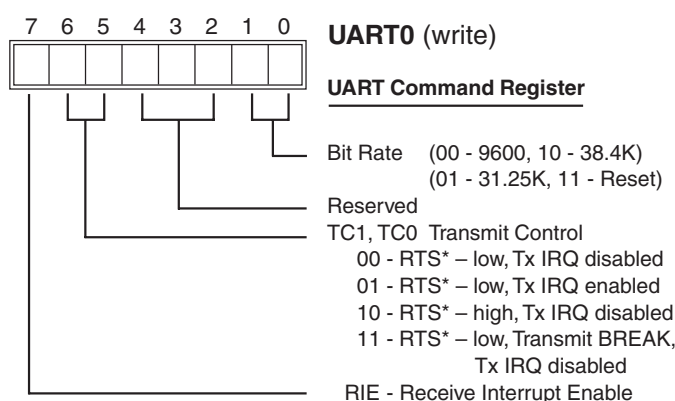 7 6 5 4 3 2 1 0
UART0 (write)
UART Command Register
Bit Rate (00 - 9600, 10 - 38.4K)
(01 - 31.25K, 11 - Reset)
Reserved
TC1, TC0 Transmit Control
00 - RTS* – low, Tx IRQ disabled
01 - RTS* – low, Tx IRQ enabled
10 - RTS* – high, Tx IRQ disabled
11 - RTS* – low, Transmit BREAK,
Tx IRQ disabled
RIE - Receive Interrupt Enable